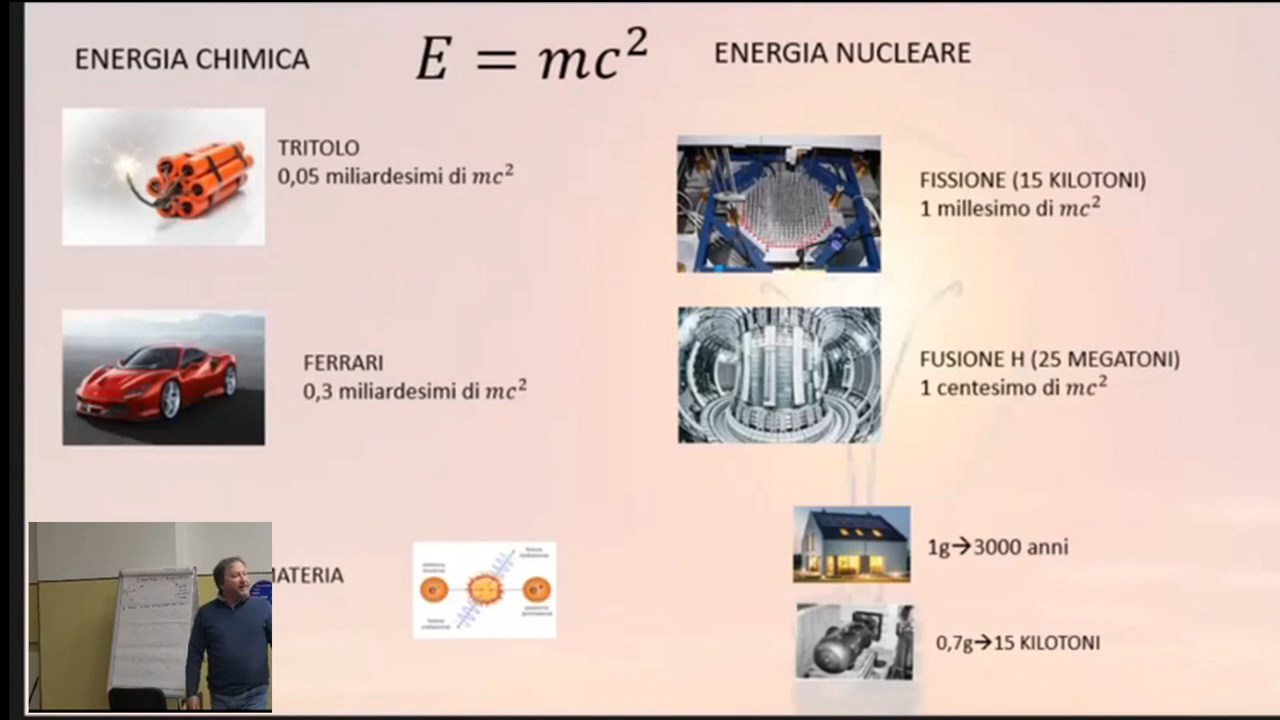 ENERGIA CHIMICA
E = mc²
ENERGIA NUCLEARE
TRITOLO
0,05 miliardesimi di mc²
FISSIONE (15 KILOTONI)
1 millesimo di mc²
FERRARI
0,3 miliardesimi di mc²
FUSIONE H (25 MEGATONI)
1 centesimo di mc²
1g→3000 anni
ATERIA
e⁺
0,7g→15 KILOTONI